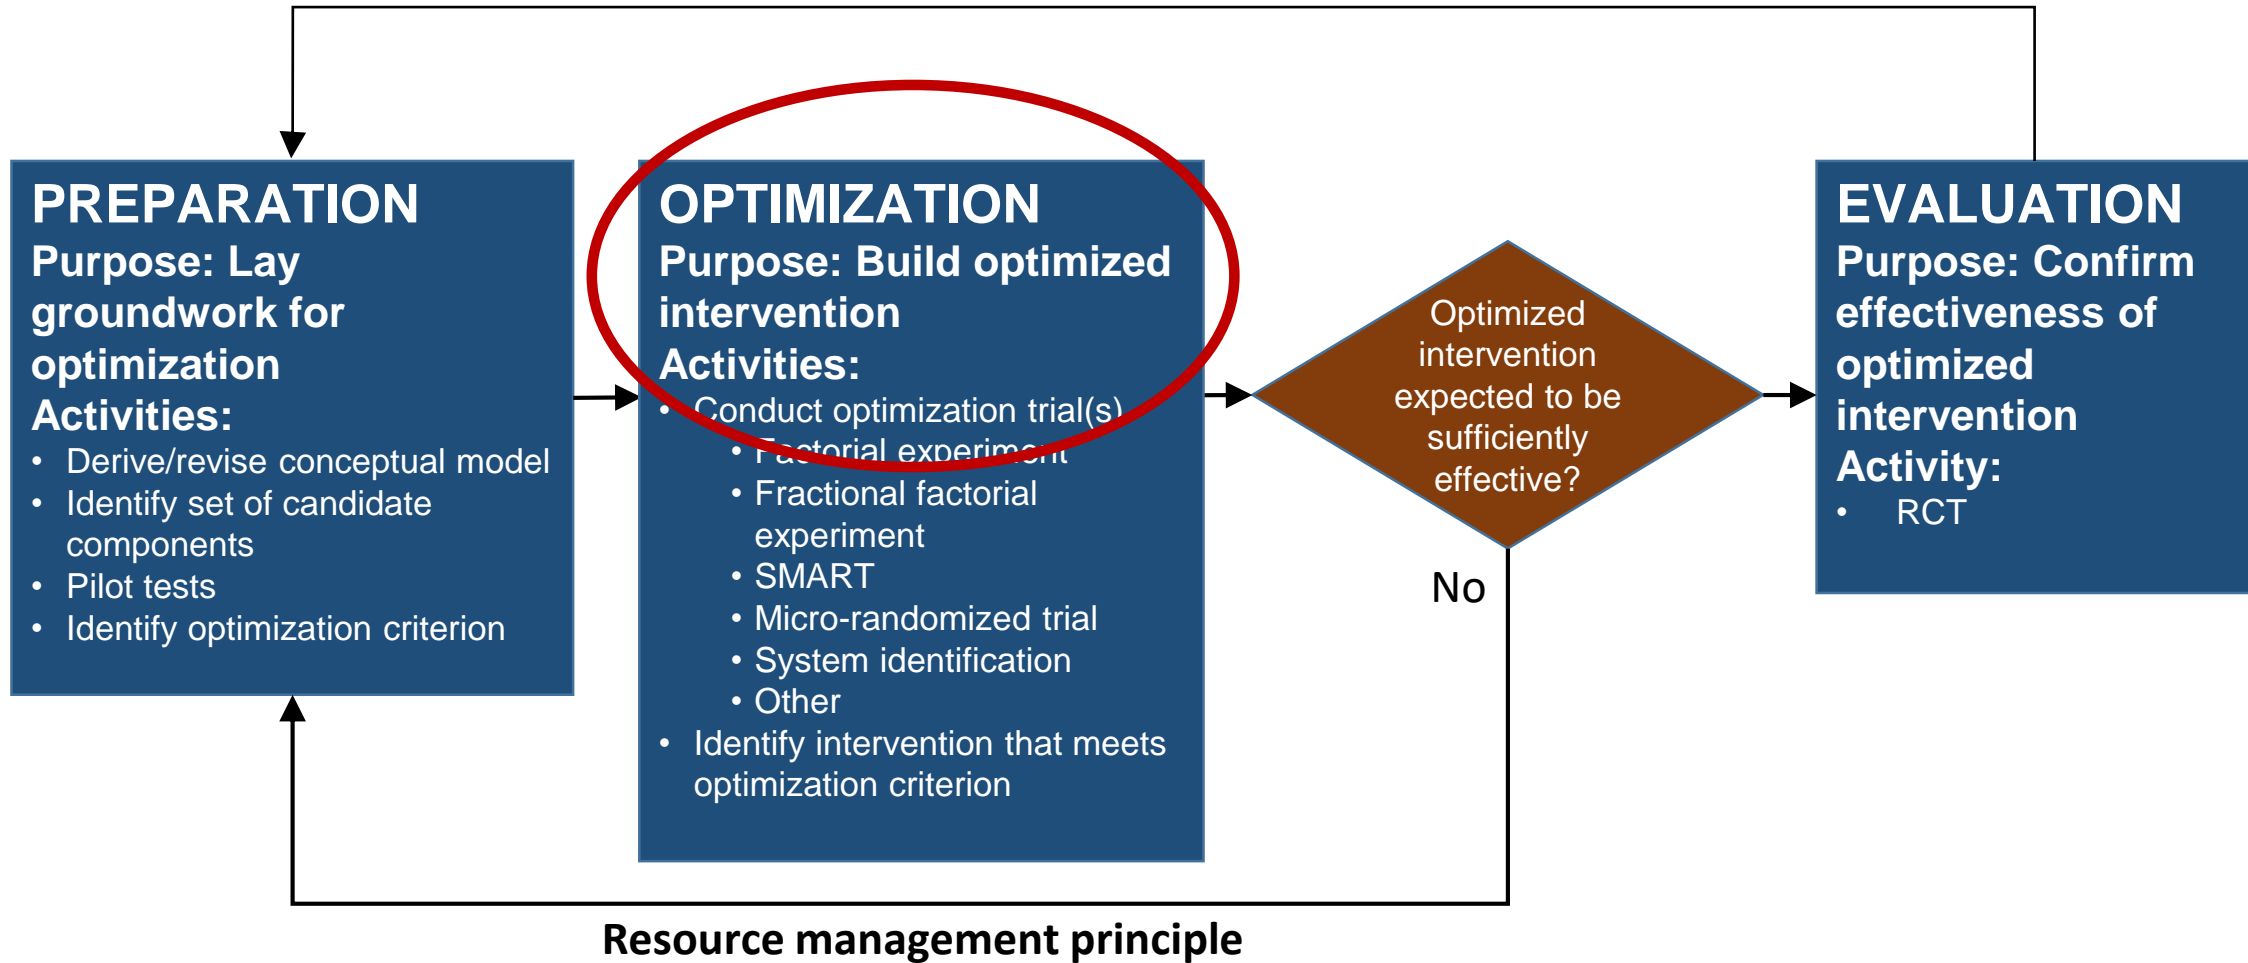 PREPARATION
Purpose: Lay
groundwork for
optimization
Activities:
• Derive/revise conceptual model
• Identify set of candidate
components
• Pilot tests
• Identify optimization criterion
OPTIMIZATION
Purpose: Build optimized
intervention
Activities:
• Conduct optimization trial(s)
• Factorial experiment
• Fractional factorial
experiment
• SMART
• Micro-randomized trial
• System identification
• Other
• Identify intervention that meets
optimization criterion
Optimized
intervention
expected to be
sufficiently
effective?
No
EVALUATION
Purpose: Confirm
effectiveness of
optimized
intervention
Activity:
• RCT
Resource management principle